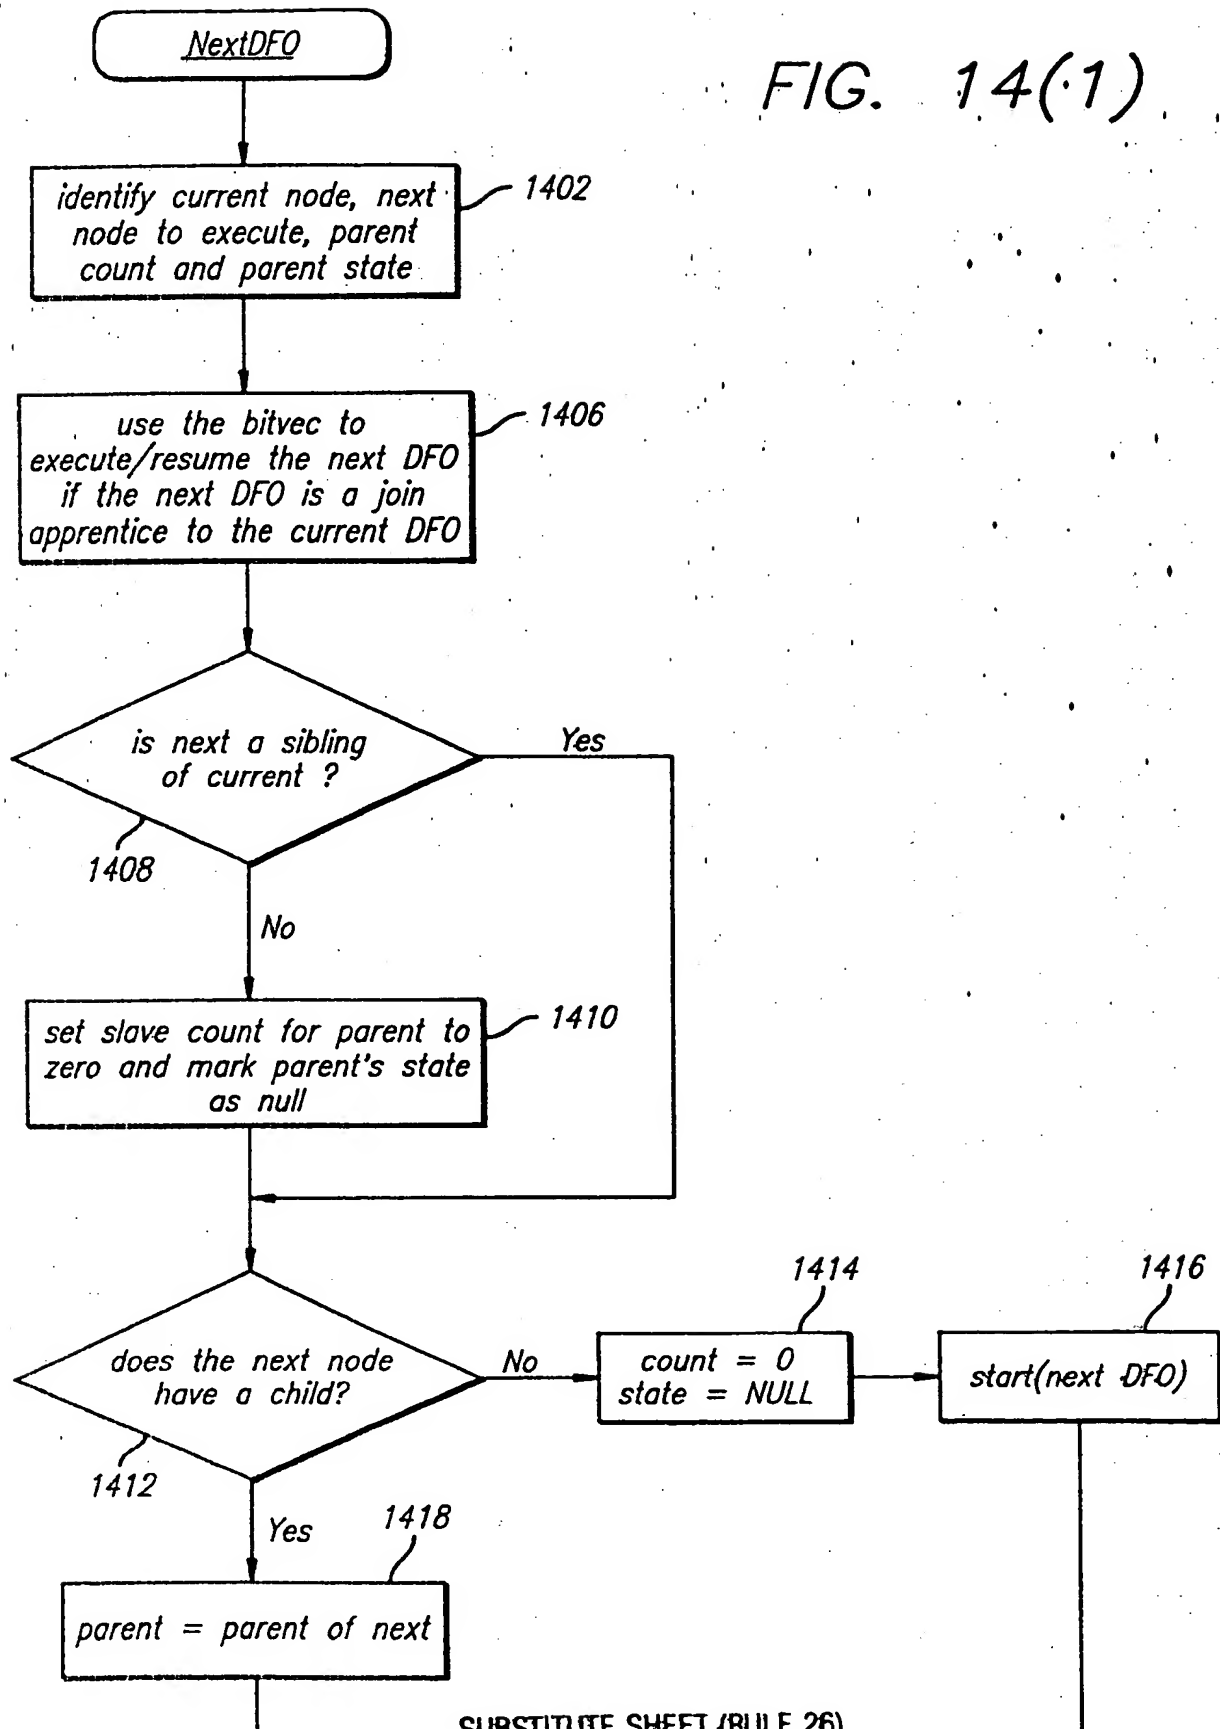 NextDFO
FIG. 14(1)
identify current node, next
node to execute, parent
count and parent state
1402
use the bitvec to
execute/resume the next DFO
if the next DFO is a join
apprentice to the current DFO
1406
is next a sibling
of current ?
Yes
1408
No
set slave count for parent to
zero and mark parent's state
as null
1410
does the next node
have a child?
No
1412
count = 0
state = NULL
1414
start(next DFO)
1416
Yes
1418
parent = parent of next
SUBSTITUTE SHEET (RULE 26)